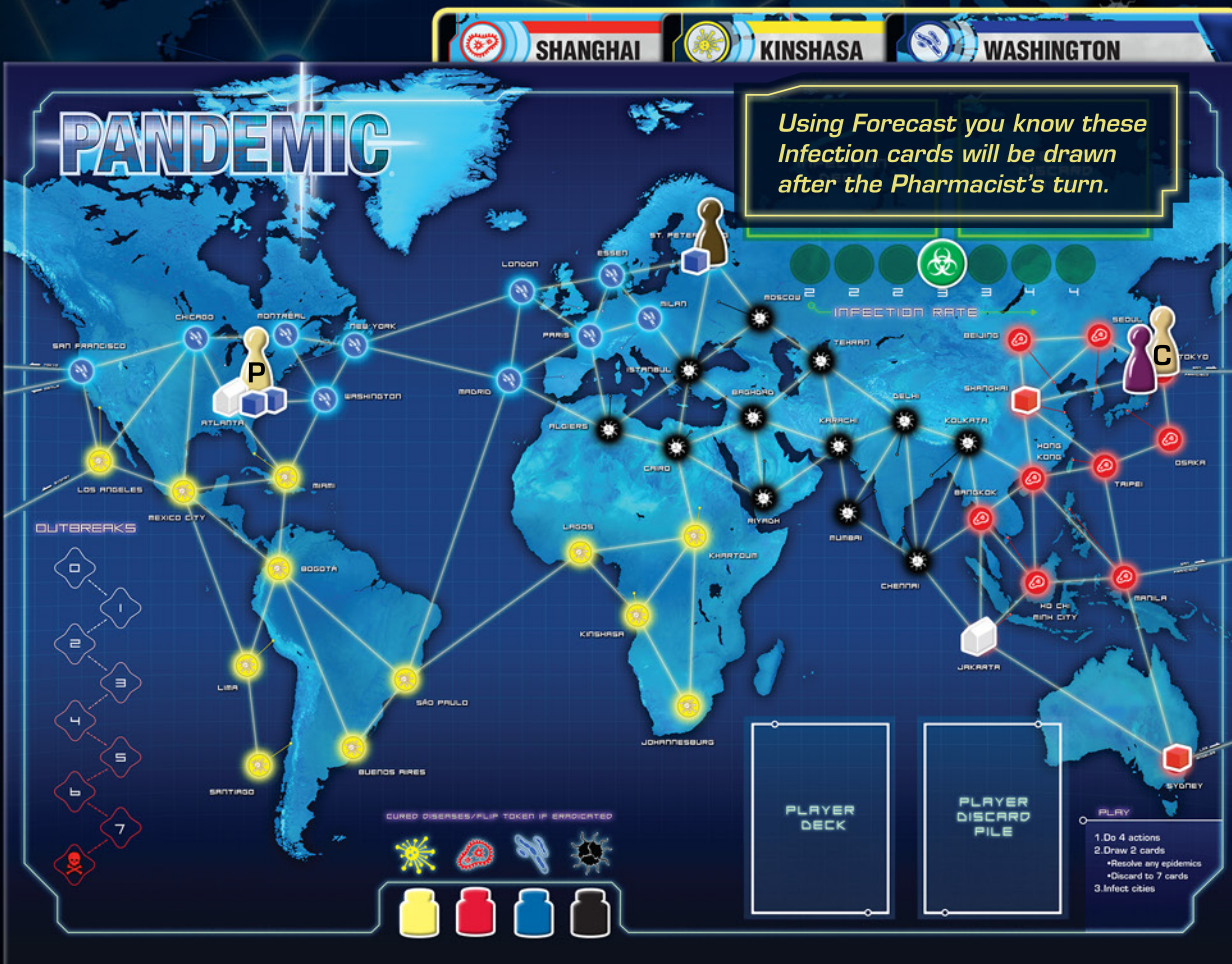 SHANGHAI
KINSHASA
WASHINGTON
PANDEMIC
Using Forecast you know these
Infection cards will be drawn
after the Pharmacist's turn.
ST. PETER
ESSEN
LONDON
MOSCOW
2 2 2 3 3 4 4
INFECTION RATE
CHICAGO
MONTRÉAL
NEW YORK
MILAN
PARIS
SAN FRANCISCO
TEHRAN
BEIJING
SEOUL
C
TOKYO
ISTANBUL
P
MADRID
WASHINGTON
BAGHDAD
DELHI
SHANGHAI
ATLANTA
ALGIERS
KARACHI
KOLKATA
HONG
KONG
CAIRO
OSAKA
LOS ANGELES
MIAMI
TAIPEI
MEXICO CITY
BANGKOK
RIYADH
OUTBREAKS
LAGOS
MUMBAI
KHARTOUM
BOGOTÁ
CHENNAI
0
1
2
3
4
5
6
7
MANILA
HO CHI
MINH CITY
KINSHASA
JAKARTA
LIMA
SÃO PAULO
JOHANNESBURG
BUENOS AIRES
SANTIAGO
SYDNEY
CURED DISEASES/FLIP TOKEN IF ERADICATED
PLAYER
DECK
PLAYER
DISCARD
PILE
PLAY
1.Do 4 actions
2.Draw 2 cards
•Resolve any epidemics
•Discard to 7 cards
3.Infect cities